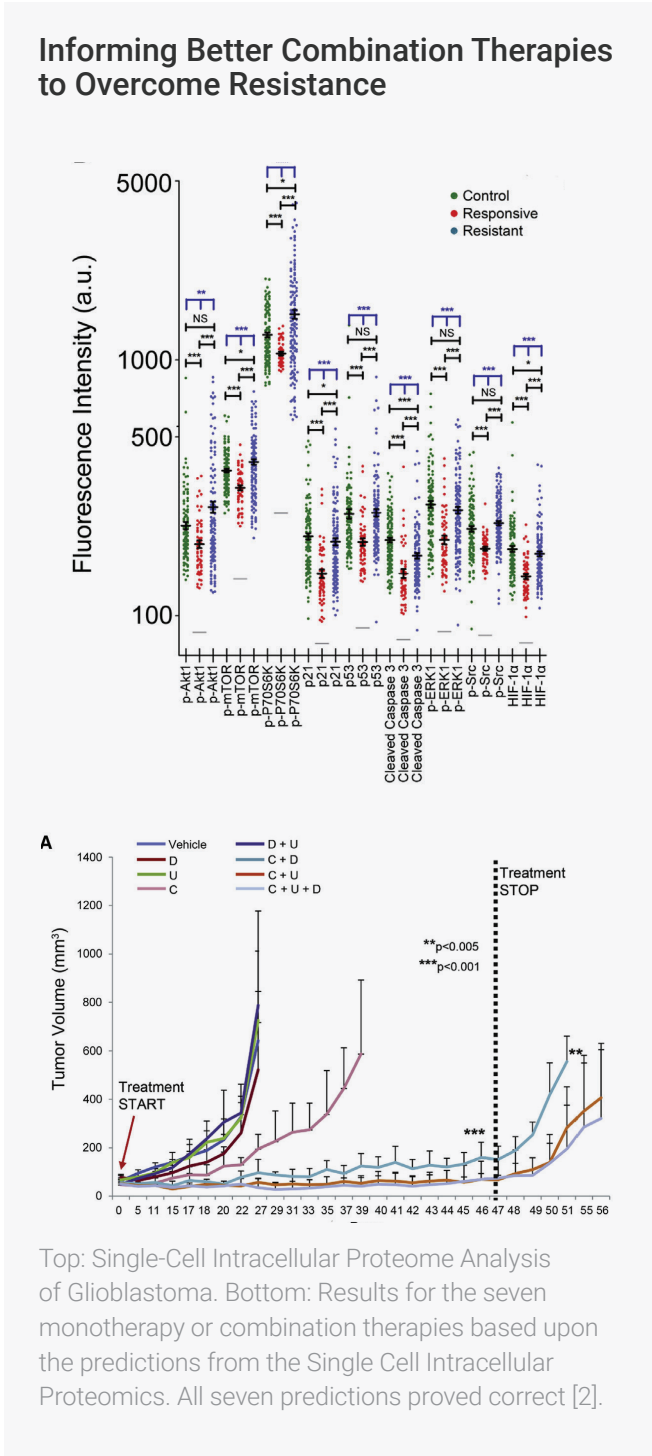 Informing Better Combination Therapies
to Overcome Resistance
5000
1000
500
100
Fluorescence Intensity (a.u.)
Control
Responsive
Resistant
**
NS
***
***
***
*
***
***
*
***
***
***
*
***
***
***
NS
***
***
***
***
***
***
***
NS
***
***
***
NS
***
***
***
*
***
***
p-Akt1
p-Akt1
p-Akt1
p-mTOR
p-mTOR
p-mTOR
p-P70S6K
p-P70S6K
p-P70S6K
p21
p21
p21
p53
p53
p53
Cleaved Caspase 3
Cleaved Caspase 3
Cleaved Caspase 3
p-ERK1
p-ERK1
p-ERK1
p-Src
p-Src
p-Src
HIF-1α
HIF-1α
HIF-1α
A
Vehicle
D
U
C
D + U
C + D
C + U
C + U + D
Tumor Volume (mm³)
1400
1200
1000
800
600
400
200
0
Treatment
START
Treatment
STOP
**p<0.005
***p<0.001
***
**
0 5 11 15 17 18 20 22 27 29 31 33 35 37 39 40 41 42 43 44 45 46 47 48 49 50 51 55 56
Top: Single-Cell Intracellular Proteome Analysis
of Glioblastoma. Bottom: Results for the seven
monotherapy or combination therapies based upon
the predictions from the Single Cell Intracellular
Proteomics. All seven predictions proved correct [2].